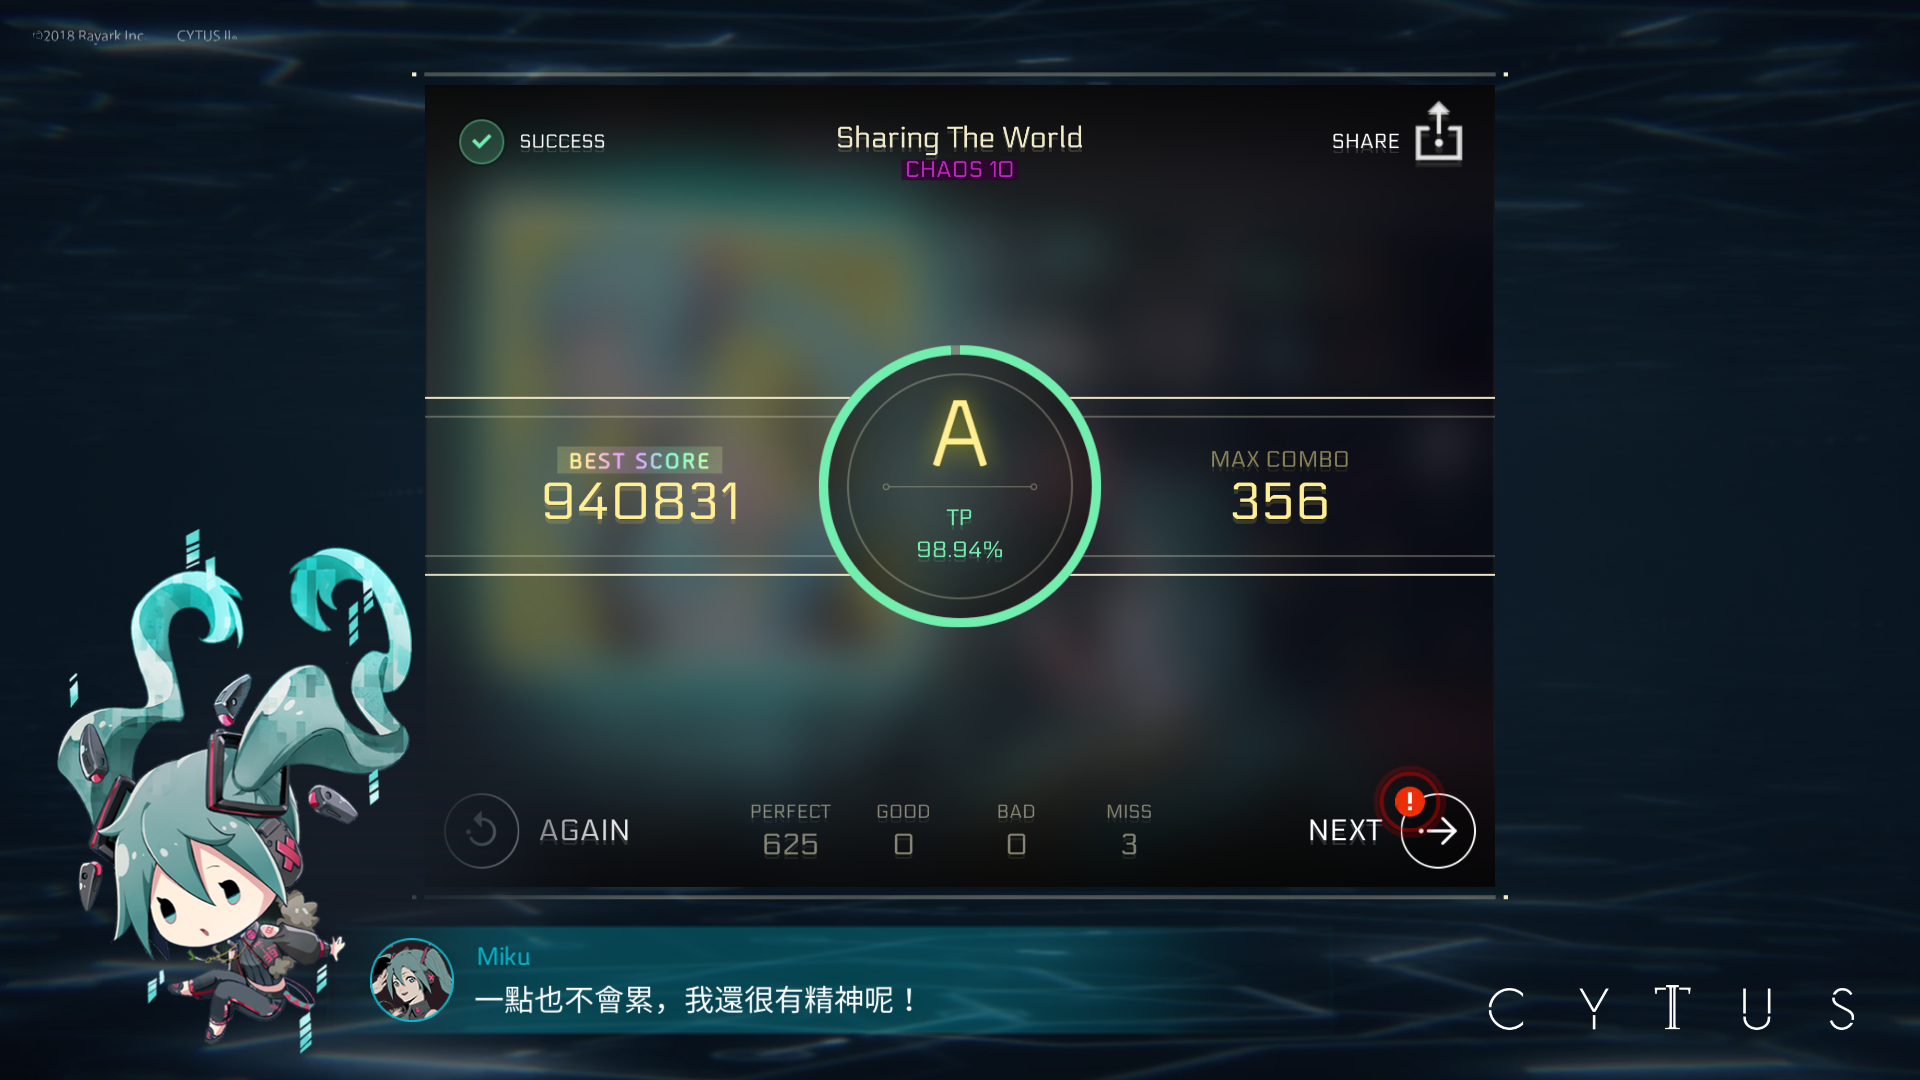 ©2018 Rayark Inc. CYTUS II
SUCCESS
Sharing The World
CHAOS 10
SHARE
BEST SCORE
940831
A
TP
98.94%
MAX COMBO
356
AGAIN
PERFECT GOOD BAD MISS
625 0 0 3
NEXT
!
Miku
一點也不會累，我還很有精神呢！
CYTUS